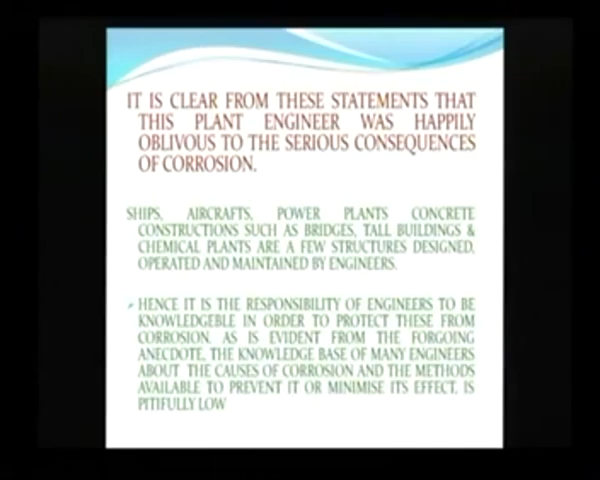 IT IS CLEAR FROM THESE STATEMENTS THAT
THIS PLANT ENGINEER WAS HAPPILY
OBLIVOUS TO THE SERIOUS CONSEQUENCES
OF CORROSION.
SHIPS, AIRCRAFTS, POWER PLANTS CONCRETE
CONSTRUCTIONS SUCH AS BRIDGES, TALL BUILDINGS &
CHEMICAL PLANTS ARE A FEW STRUCTURES DESIGNED,
OPERATED AND MAINTAINED BY ENGINEERS.
HENCE IT IS THE RESPONSIBILITY OF ENGINEERS TO BE
KNOWLEDGEBLE IN ORDER TO PROTECT THESE FROM
CORROSION. AS IS EVIDENT FROM THE FORGOING
ANECDOTE, THE KNOWLEDGE BASE OF MANY ENGINEERS
ABOUT THE CAUSES OF CORROSION AND THE METHODS
AVAILABLE TO PREVENT IT OR MINIMISE ITS EFFECT, IS
PITIFULLY LOW